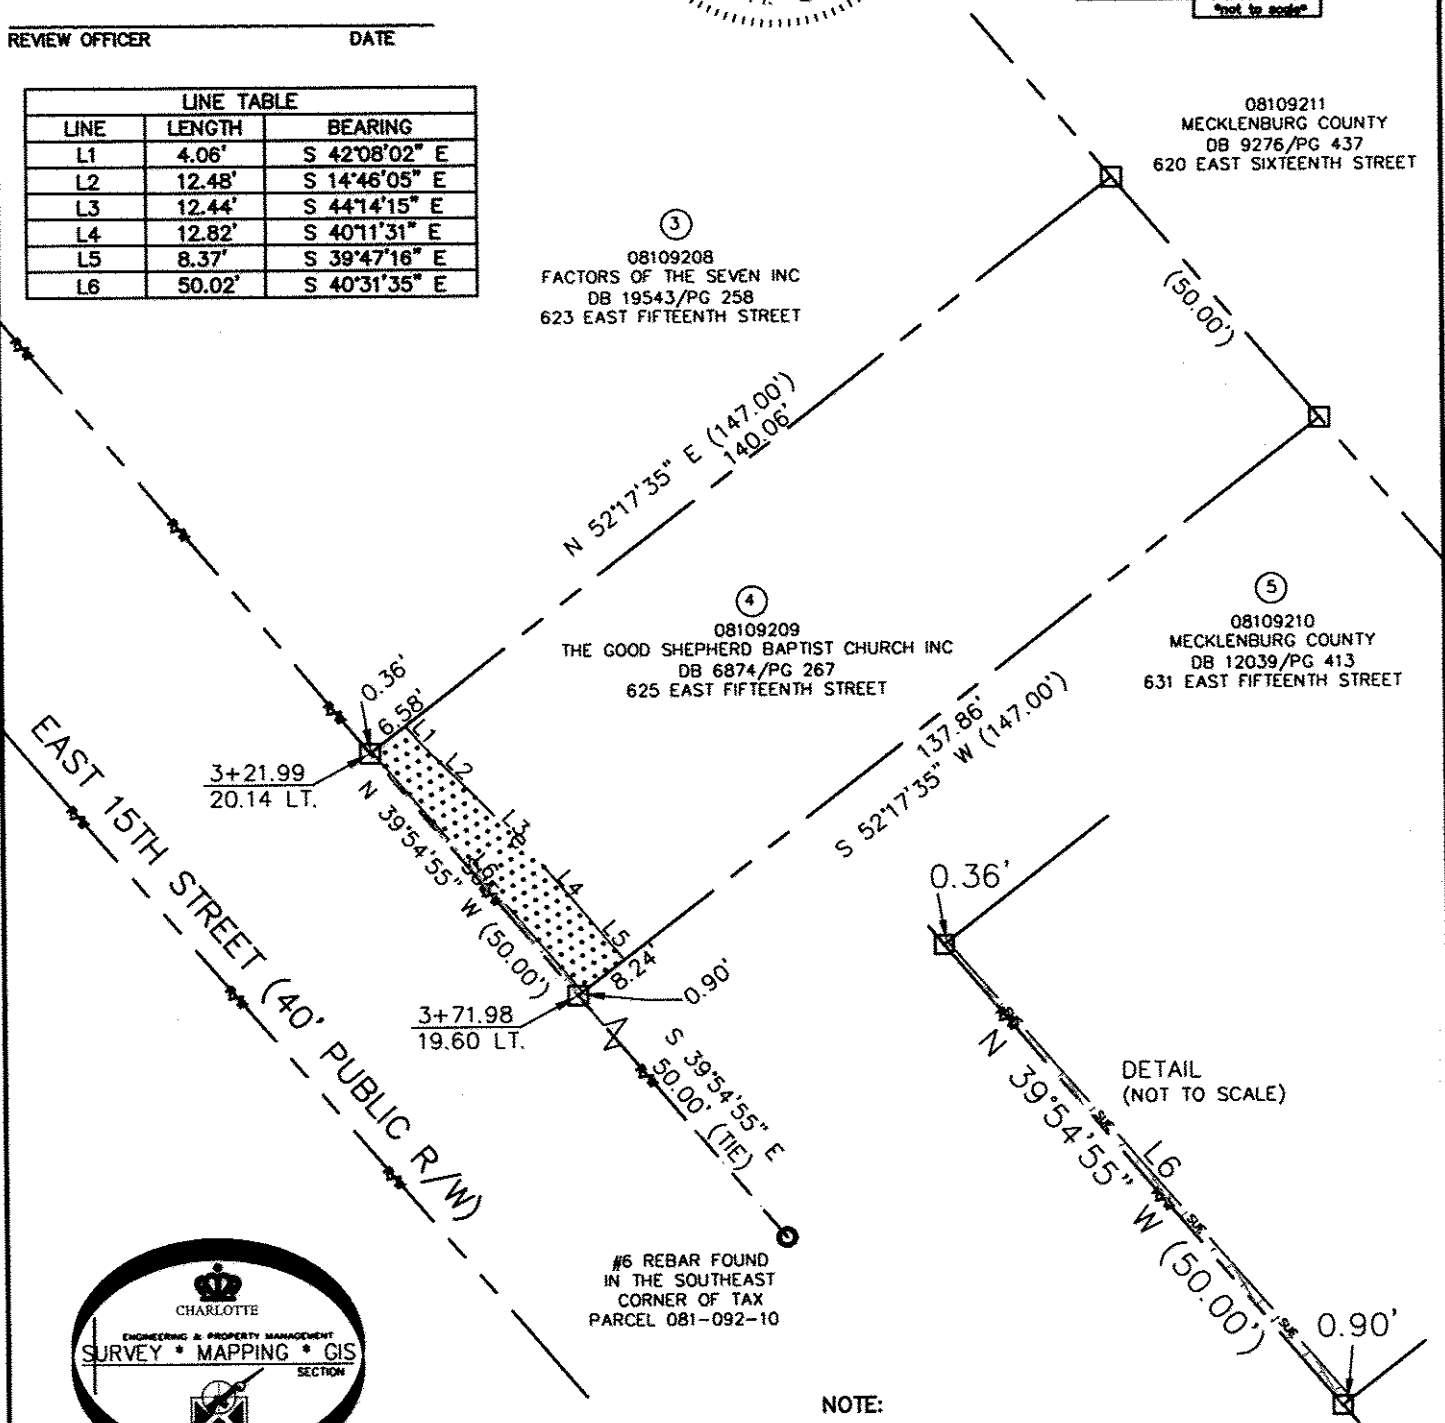 REVIEW OFFICER DATE
*not to scale*
LINE TABLE
LINE LENGTH BEARING
L1 4.06' S 42°08'02" E
L2 12.48' S 14°46'05" E
L3 12.44' S 44°14'15" E
L4 12.82' S 40°11'31" E
L5 8.37' S 39°47'16" E
L6 50.02' S 40°31'35" E
08109211
MECKLENBURG COUNTY
DB 9276/PG 437
620 EAST SIXTEENTH STREET
3
08109208
FACTORS OF THE SEVEN INC
DB 19543/PG 258
623 EAST FIFTEENTH STREET
(50.00')
N 52°17'35" E (147.00')
140.06'
4
08109209
THE GOOD SHEPHERD BAPTIST CHURCH INC
DB 6874/PG 267
625 EAST FIFTEENTH STREET
5
08109210
MECKLENBURG COUNTY
DB 12039/PG 413
631 EAST FIFTEENTH STREET
137.86'
S 52°17'35" W (147.00')
0.36'
6.58'
L1
L2
L3
L4
L5
L6
8.24'
0.90'
3+21.99
20.14 LT.
N 39°54'55" W (50.00')
3+71.98
19.60 LT.
EAST 15TH STREET (40' PUBLIC R/W)
S 39°54'55" E
50.00' (TIE)
#6 REBAR FOUND
IN THE SOUTHEAST
CORNER OF TAX
PARCEL 081-092-10
0.36'
DETAIL
(NOT TO SCALE)
SUE
SUE
L6
SUE
SUE
N 39°54'55" W (50.00')
0.90'
CHARLOTTE
ENGINEERING & PROPERTY MANAGEMENT
SURVEY * MAPPING * GIS
SECTION
NOTE: